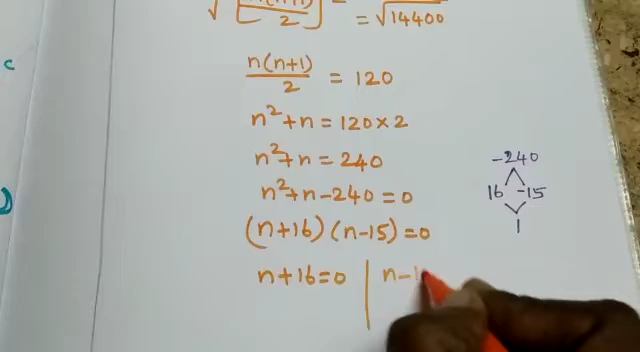 = √14400
n(n+1)/2 = 120
n²+n = 120×2
n²+n = 240
n²+n-240=0
(n+16) (n-15) = 0
n+16=0 | n-1
-240
16 -15
1